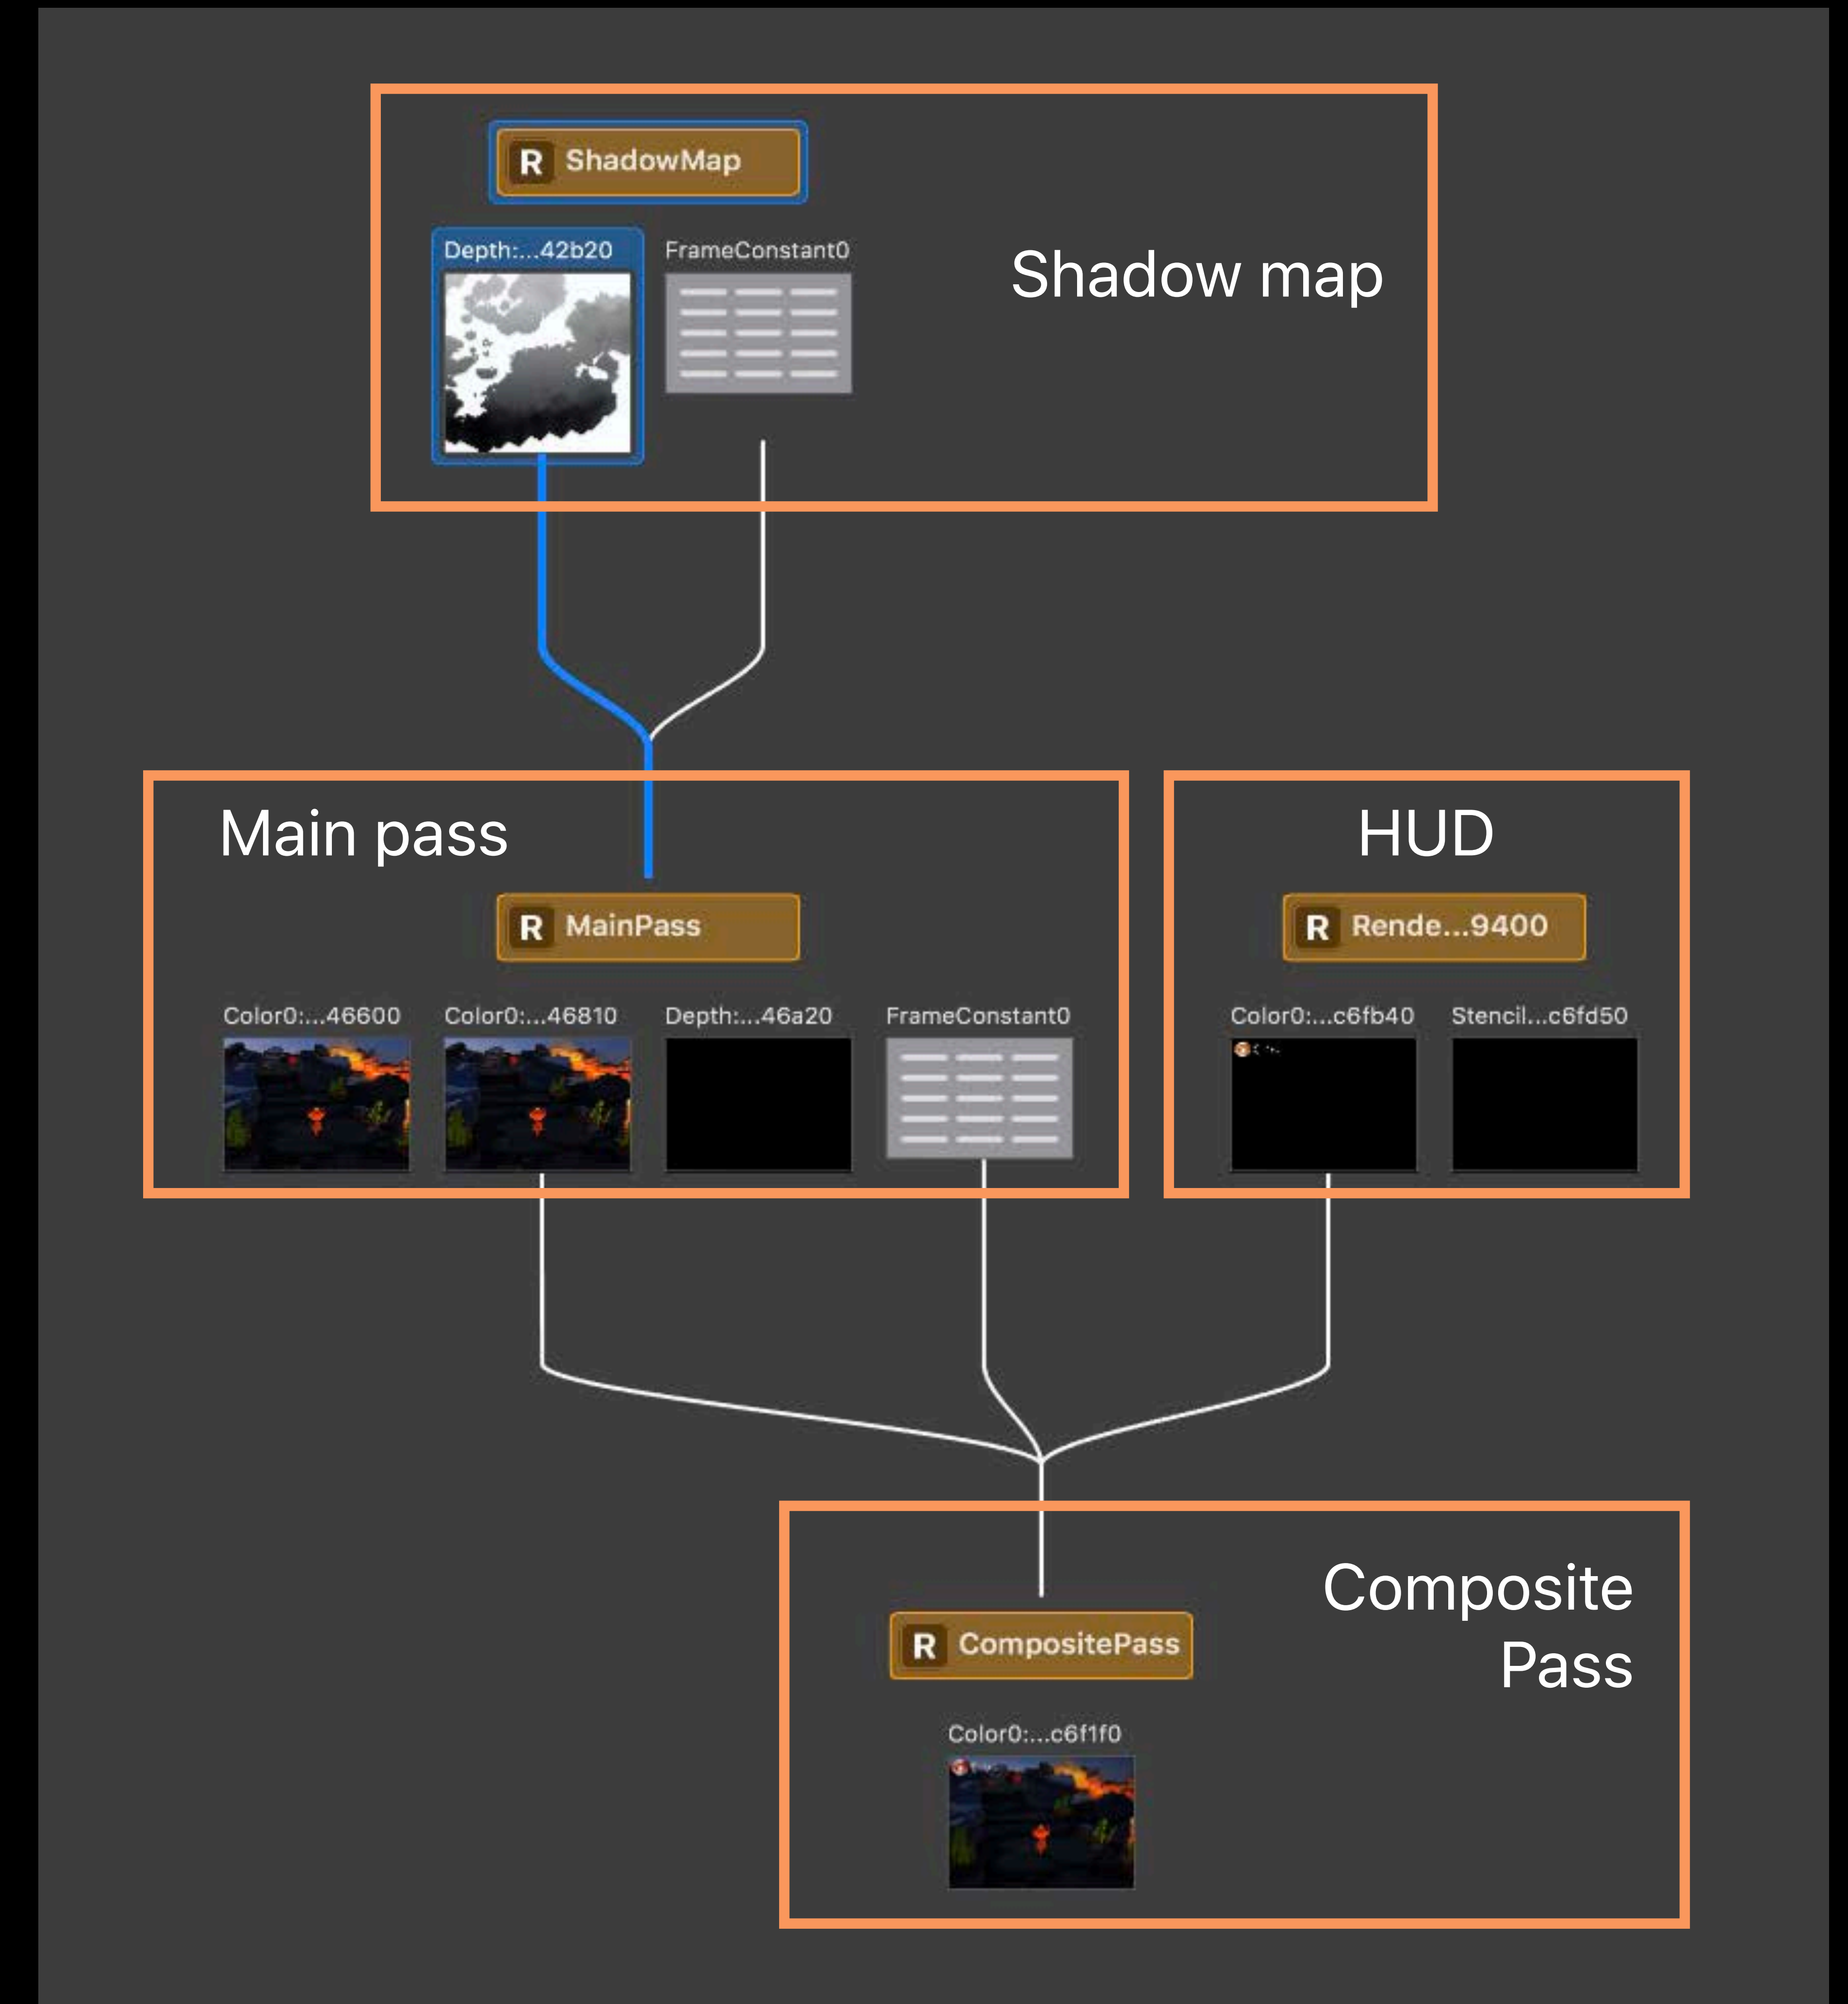 R ShadowMap
Depth:...42b20
FrameConstant0
Shadow map
Main pass
HUD
R MainPass
R Rende...9400
Color0:...46600
Color0:...46810
Depth:...46a20
FrameConstant0
Color0:...c6fb40
Stencil...c6fd50
Composite
Pass
R CompositePass
Color0:...c6f1f0